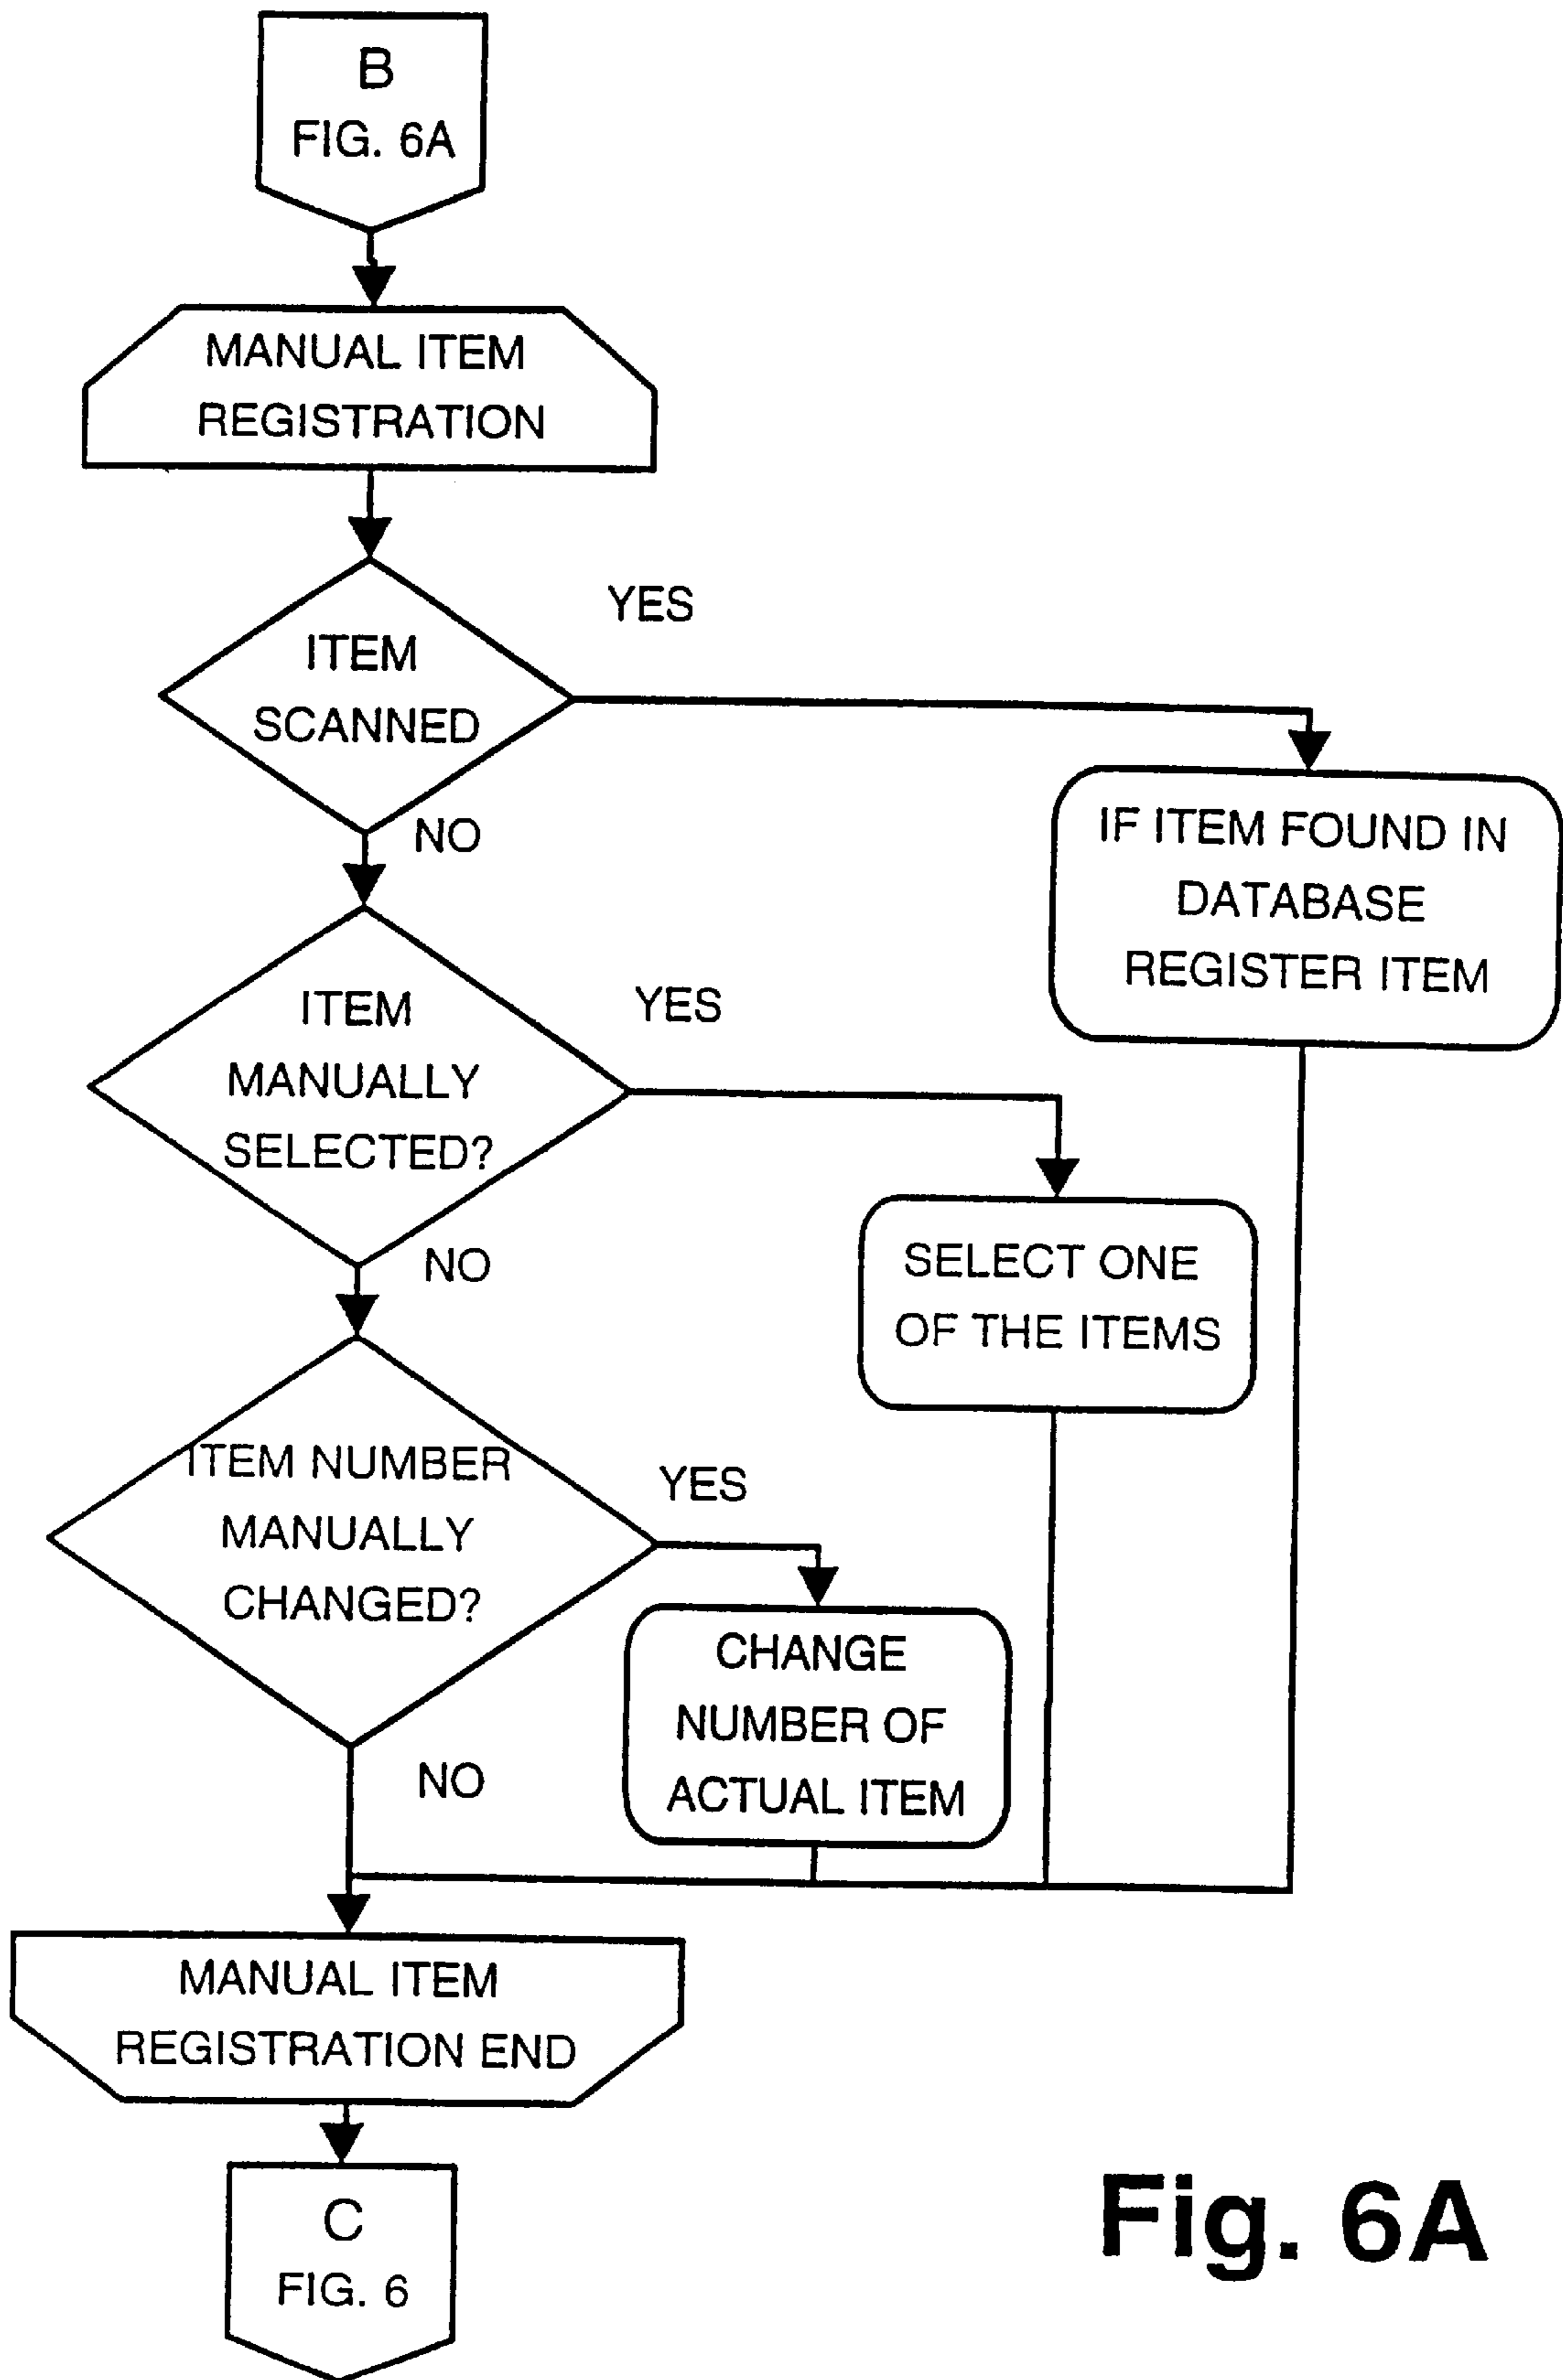 B
FIG. 6A
MANUAL ITEM
REGISTRATION
YES
ITEM
SCANNED
NO
IF ITEM FOUND IN
DATABASE
REGISTER ITEM
ITEM
MANUALLY
SELECTED?
YES
NO
SELECT ONE
OF THE ITEMS
ITEM NUMBER
MANUALLY
CHANGED?
YES
NO
CHANGE
NUMBER OF
ACTUAL ITEM
MANUAL ITEM
REGISTRATION END
C
FIG. 6
Fig. 6A